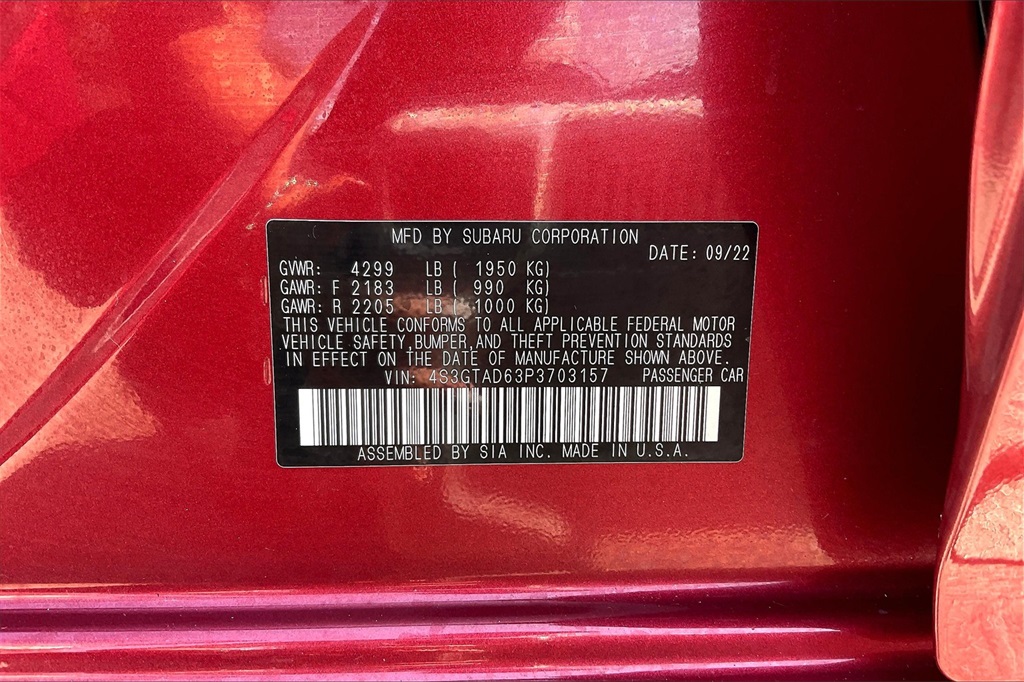 MFD BY SUBARU CORPORATION
DATE: 09/22
GVWR: 4299 LB ( 1950 KG)
GAWR: F 2183 LB ( 990 KG)
GAWR: R 2205 LB ( 1000 KG)
THIS VEHICLE CONFORMS TO ALL APPLICABLE FEDERAL MOTOR
VEHICLE SAFETY,BUMPER,AND THEFT PREVENTION STANDARDS
IN EFFECT ON THE DATE OF MANUFACTURE SHOWN ABOVE.
VIN: 4S3GTAD63P3703157 PASSENGER CAR
ASSEMBLED BY SIA INC. MADE IN U.S.A.